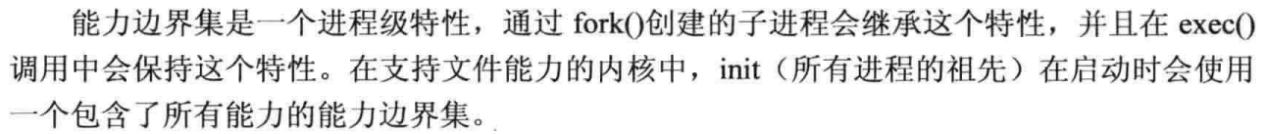 能力边界集是一个进程级特性，通过 fork()创建的子进程会继承这个特性，并且在 exec()
调用中会保持这个特性。在支持文件能力的内核中，init（所有进程的祖先）在启动时会使用
一个包含了所有能力的能力边界集。